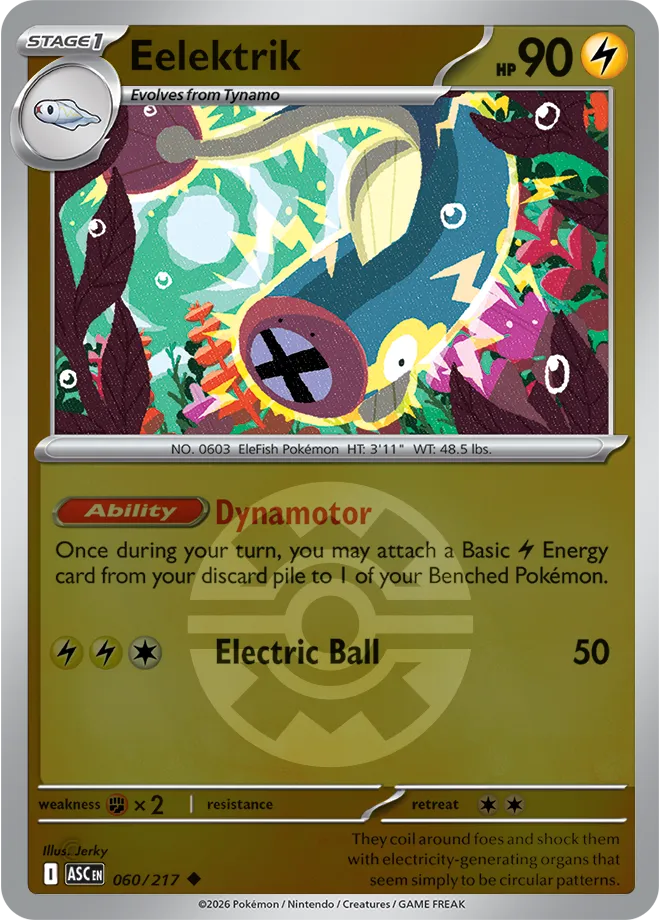 STAGE1
Eelektrik
HP 90
Evolves from Tynamo
NO. 0603 EleFish Pokémon HT: 3'11" WT: 48.5 lbs.
Ability Dynamotor
Once during your turn, you may attach a Basic Energy
card from your discard pile to 1 of your Benched Pokémon.
Electric Ball 50
weakness ×2 resistance retreat
Illus. Jerky
They coil around foes and shock them
with electricity-generating organs that
seem simply to be circular patterns.
I ASC EN 060/217
©2026 Pokémon / Nintendo / Creatures / GAME FREAK